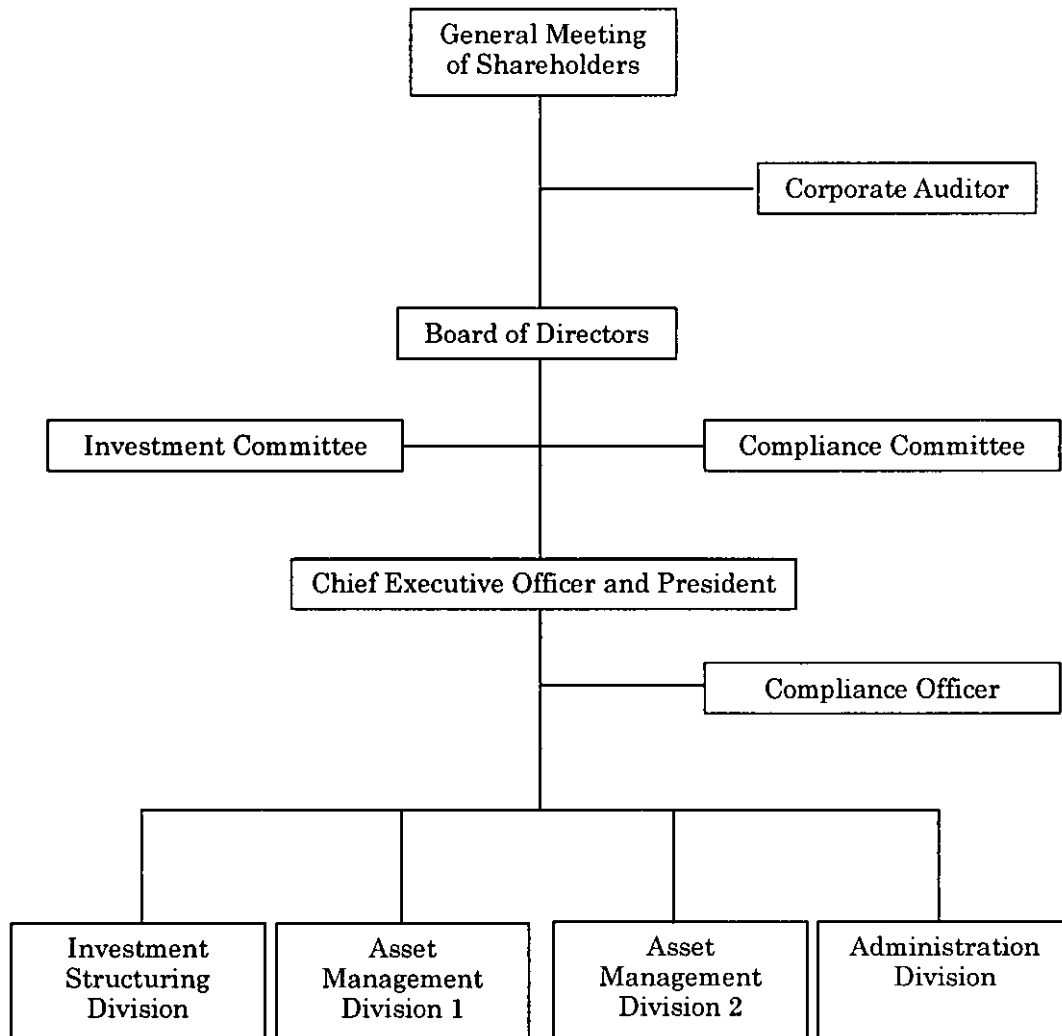 General Meeting
of Shareholders
Corporate Auditor
Board of Directors
Investment Committee
Compliance Committee
Chief Executive Officer and President
Compliance Officer
Investment
Structuring
Division
Asset
Management
Division 1
Asset
Management
Division 2
Administration
Division